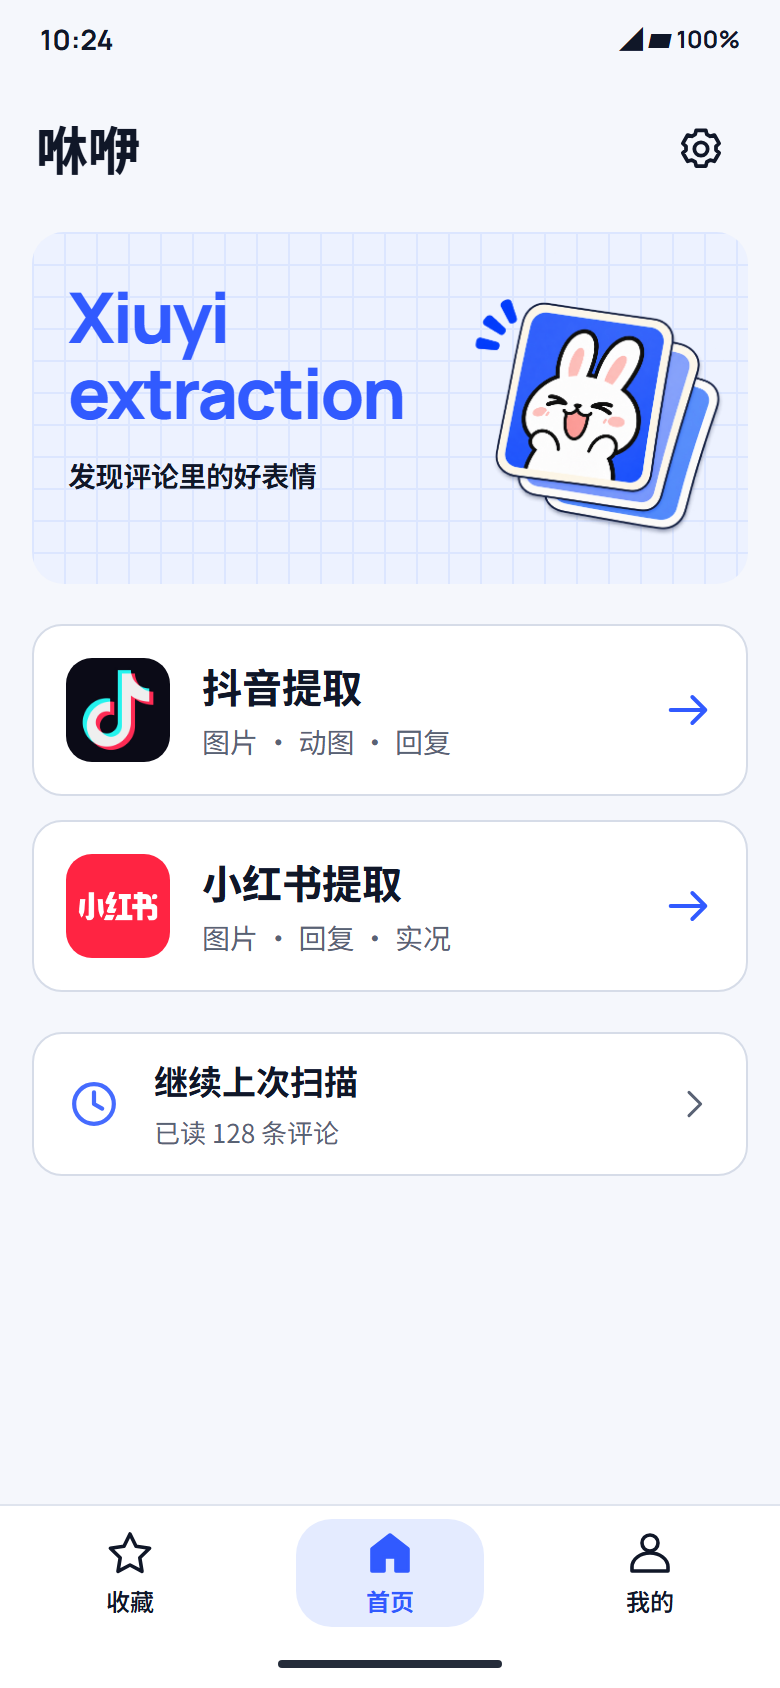 10:24
100%
咻咿
Xiuyi
extraction
发现评论里的好表情
抖音提取
图片 • 动图 • 回复
小红书
小红书提取
图片 • 回复 • 实况
继续上次扫描
已读 128 条评论
收藏
首页
我的